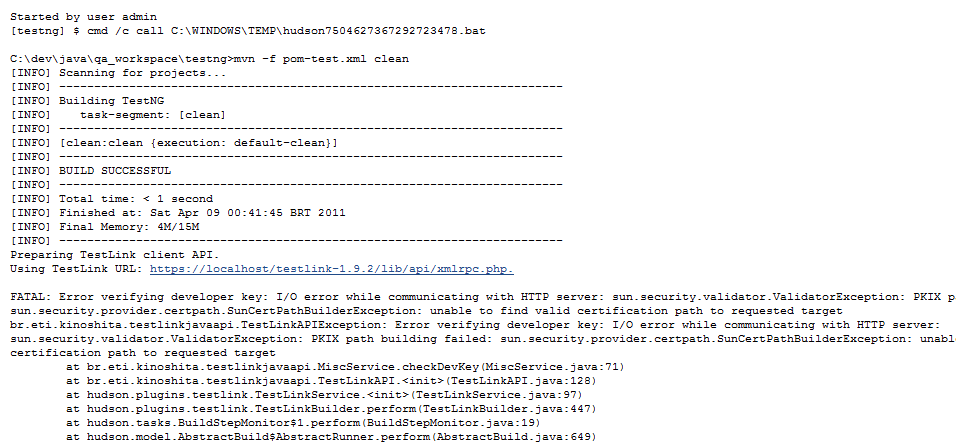 Started by user admin
[testng] $ cmd /c call C:\WINDOWS\TEMP\hudson7504627367292723478.bat
C:\dev\java\qa_workspace\testng>mvn -f pom-test.xml clean
[INFO] Scanning for projects...
[INFO] ------------------------------------------------------------------------
[INFO] Building TestNG
[INFO]    task-segment: [clean]
[INFO] ------------------------------------------------------------------------
[INFO] [clean:clean {execution: default-clean}]
[INFO] ------------------------------------------------------------------------
[INFO] BUILD SUCCESSFUL
[INFO] ------------------------------------------------------------------------
[INFO] Total time: < 1 second
[INFO] Finished at: Sat Apr 09 00:41:45 BRT 2011
[INFO] Final Memory: 4M/15M
[INFO] ------------------------------------------------------------------------
Preparing TestLink client API.
Using TestLink URL: https://localhost/testlink-1.9.2/lib/api/xmlrpc.php.
FATAL: Error verifying developer key: I/O error while communicating with HTTP server: sun.security.validator.ValidatorException: PKIX
sun.security.provider.certpath.SunCertPathBuilderException: unable to find valid certification path to requested target
br.eti.kinoshita.testlinkjavaapi.TestLinkAPIException: Error verifying developer key: I/O error while communicating with HTTP server:
sun.security.validator.ValidatorException: PKIX path building failed: sun.security.provider.certpath.SunCertPathBuilderException:
certification path to requested target
at br.eti.kinoshita.testlinkjavaapi.MiscService.checkDevKey(MiscService.java:71)
at br.eti.kinoshita.testlinkjavaapi.TestLinkAPI.<init>(TestLinkAPI.java:128)
at hudson.plugins.testlink.TestLinkService.<init>(TestLinkService.java:97)
at hudson.plugins.testlink.TestLinkBuilder.perform(TestLinkBuilder.java:447)
at hudson.tasks.BuildStepMonitor$1.perform(BuildStepMonitor.java:19)
at hudson.model.AbstractBuild$AbstractRunner.perform(AbstractBuild.java:649)